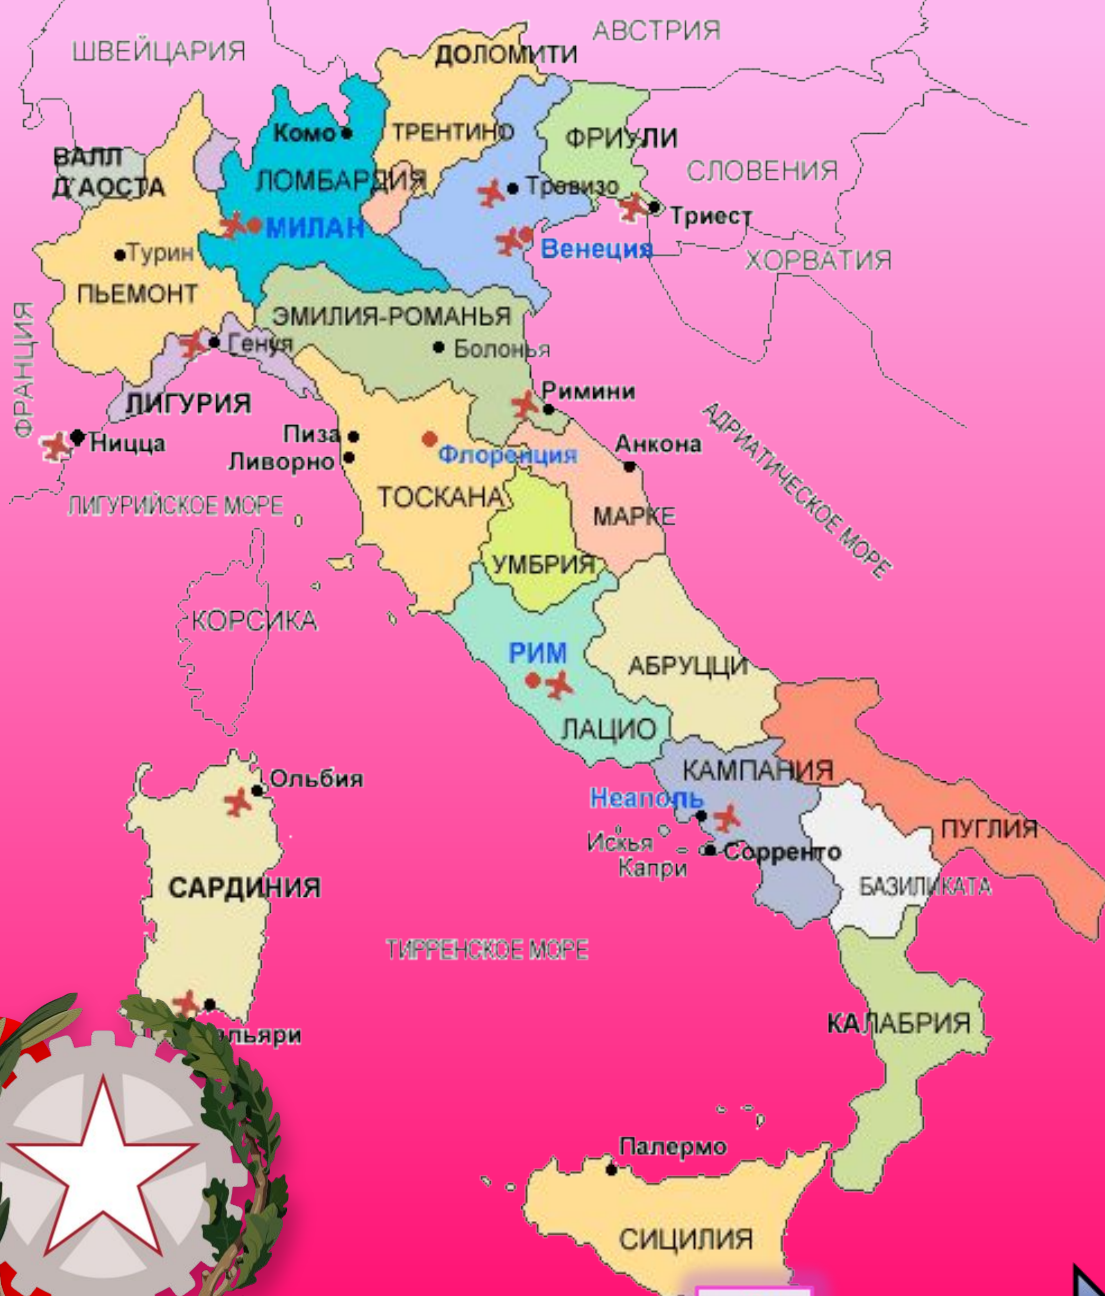 АВСТРИЯ
ШВЕЙЦАРИЯ
ДОЛОМИТИ
Комо
ТРЕНТИНО
ФРИУЛИ
ВАЛЛ
Д'АОСТА
ЛОМБАРДИЯ
СЛОВЕНИЯ
Тревизо
Триест
МИЛАН
Венеция
Турин
ХОРВАТИЯ
ПЬЕМОНТ
ЭМИЛИЯ-РОМАНЬЯ
Генуя
Болонья
ФРАНЦИЯ
ЛИГУРИЯ
Римини
Ницца
Пиза
Анкона
Ливорно
Флоренция
АДРИАТИЧЕСКОЕ МОРЕ
ЛИГУРИЙСКОЕ МОРЕ
ТОСКАНА
МАРКЕ
УМБРИЯ
КОРСИКА
РИМ
АБРУЦЦИ
ЛАЦИО
КАМПАНИЯ
Ольбия
Неаполь
ПУГЛИЯ
Искья
Сорренто
Капри
САРДИНИЯ
БАЗИЛИКАТА
ТИРРЕНСКОЕ МОРЕ
КАЛАБРИЯ
Палермо
СИЦИЛИЯ